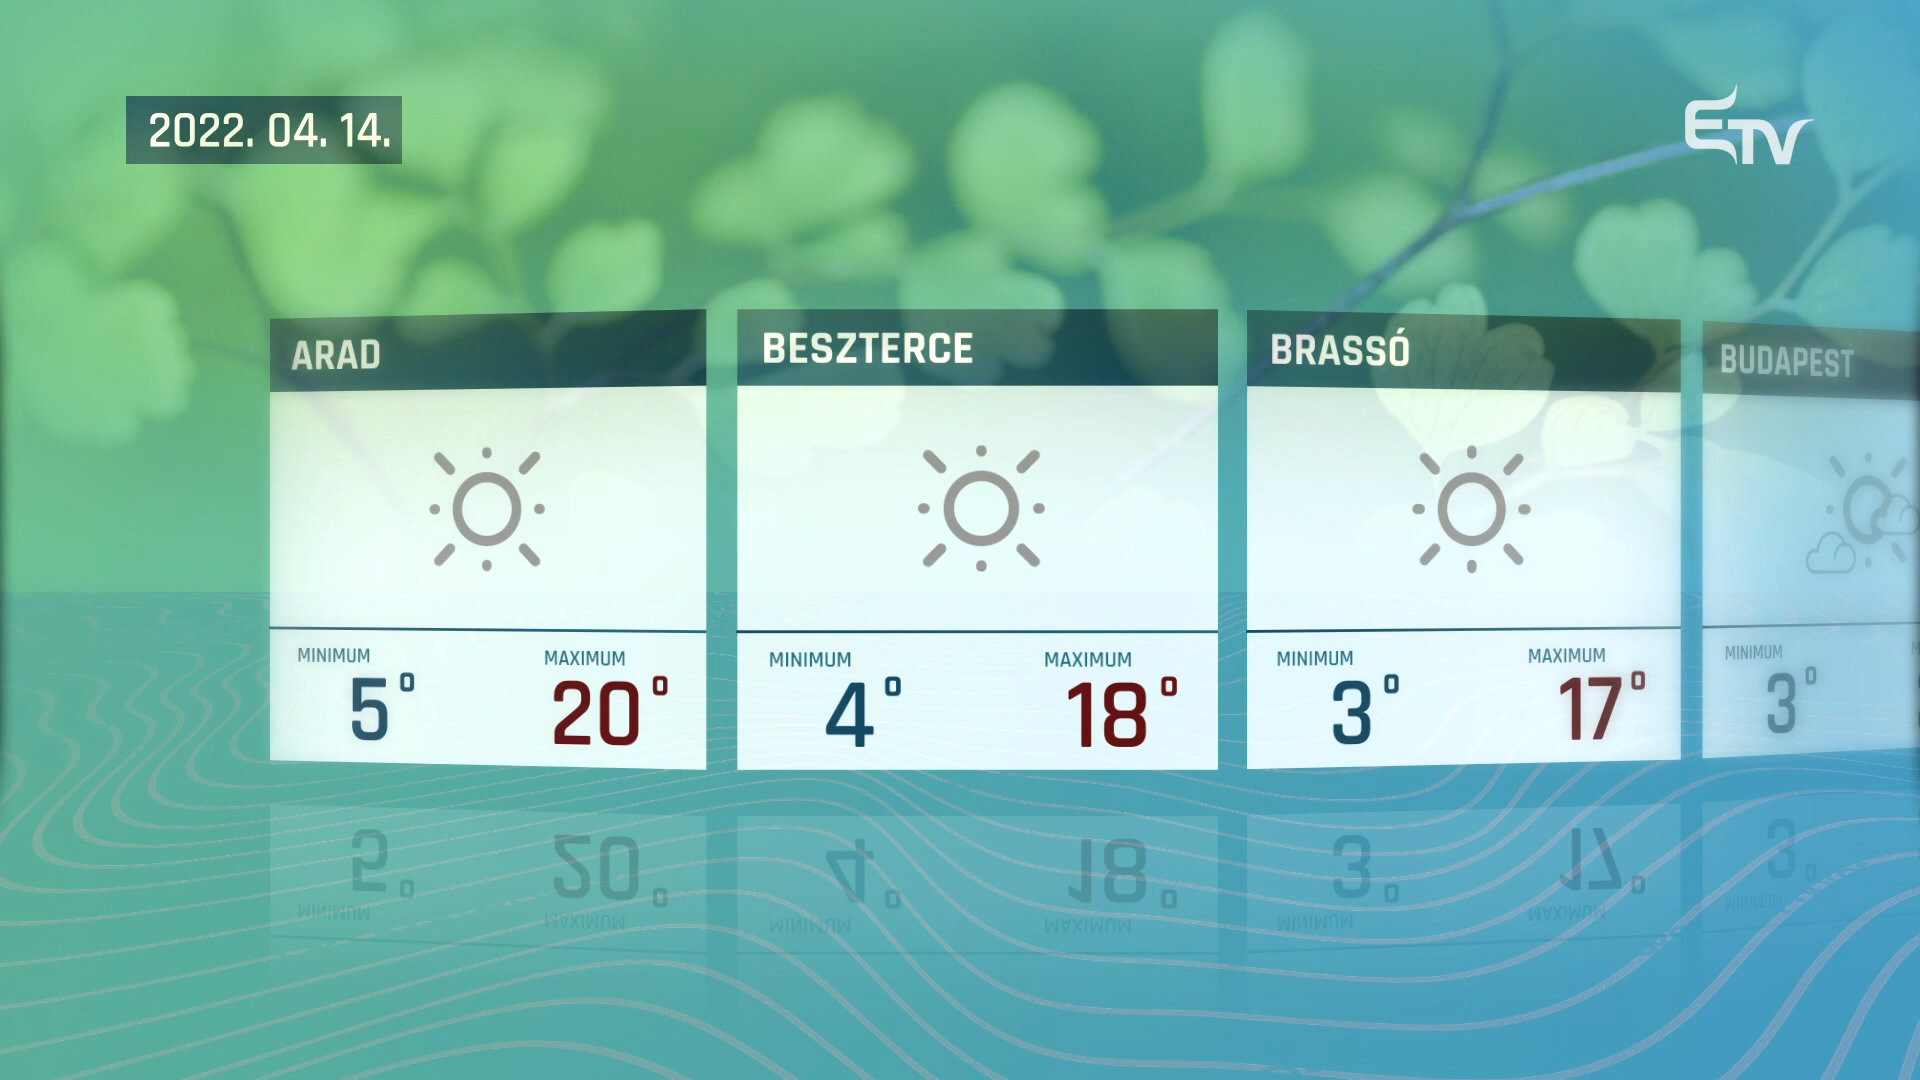 2022. 04. 14.
ETV
ARAD
MINIMUM
5°
MAXIMUM
20°
BESZTERCE
MINIMUM
4°
MAXIMUM
18°
BRASSÓ
MINIMUM
3°
MAXIMUM
17°
BUDAPEST
MINIMUM
3°